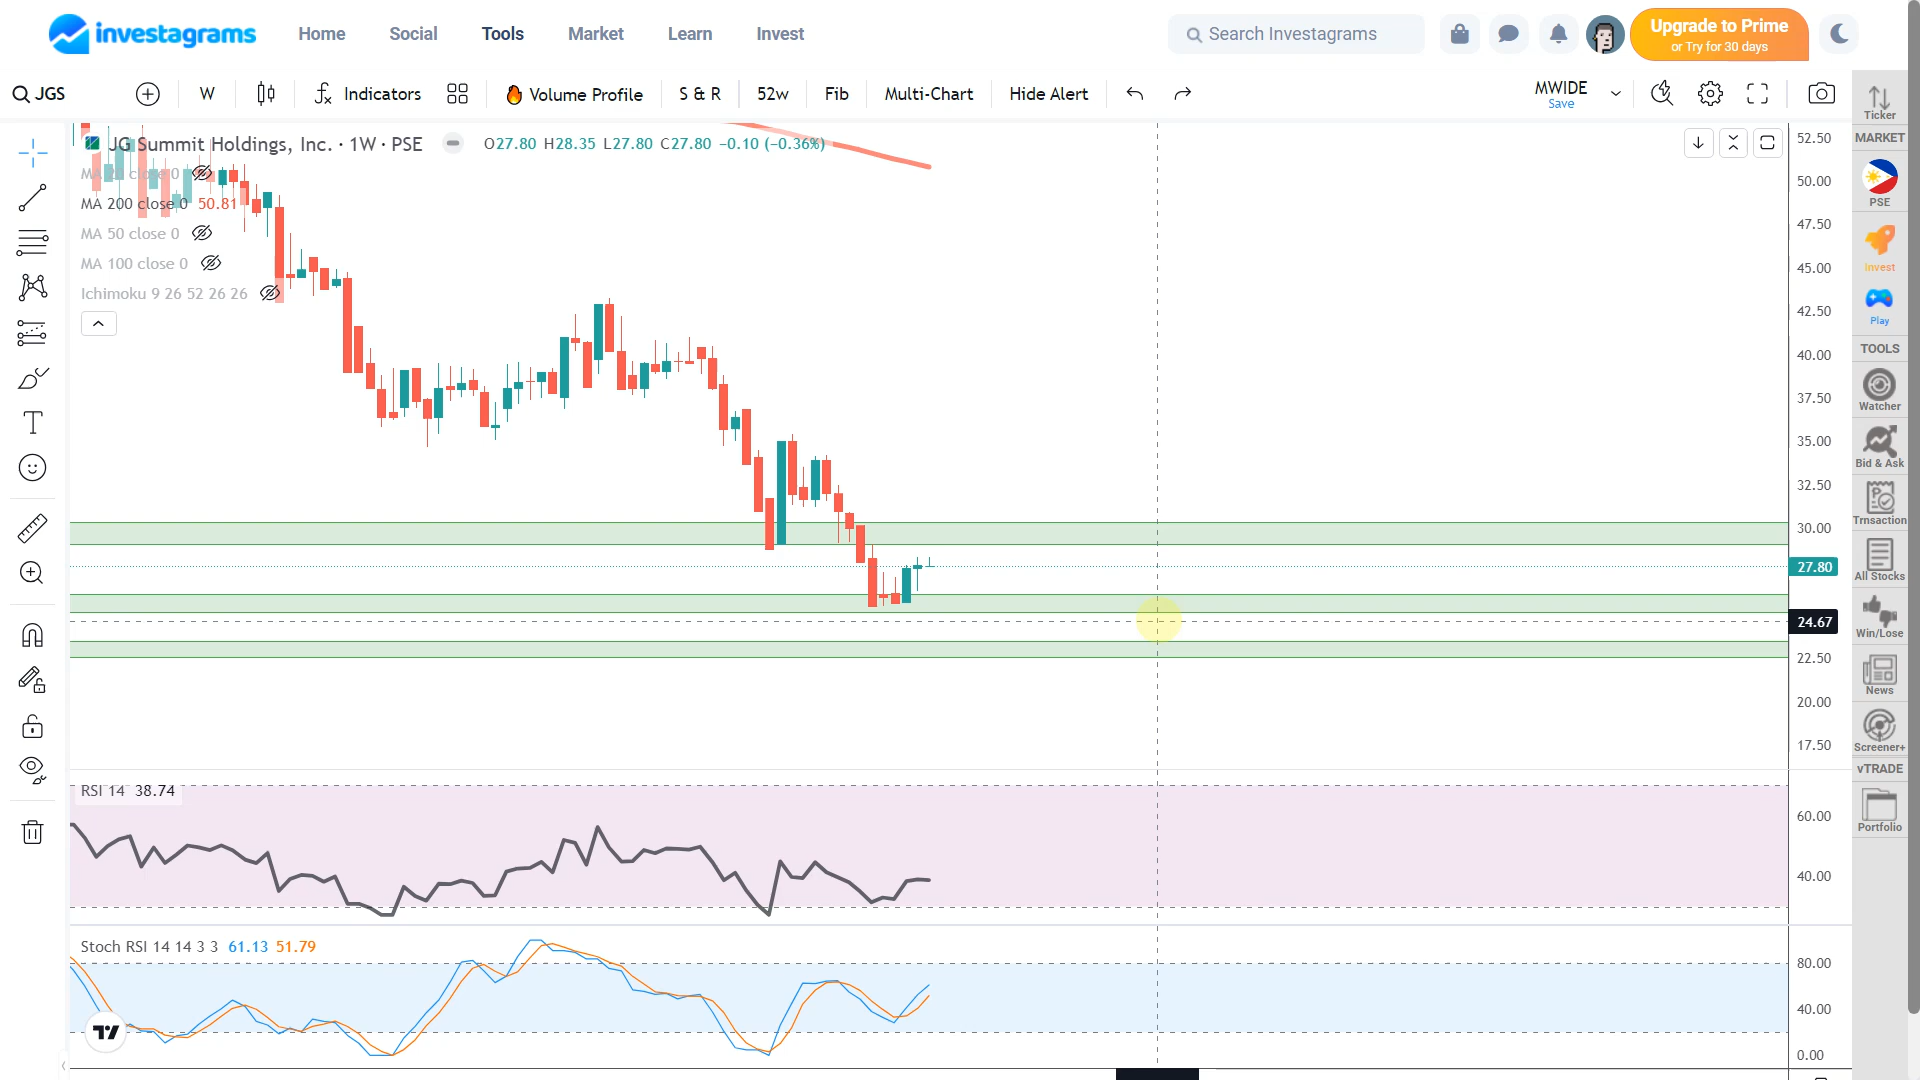 investagrams
Home
Social
Tools
Market
Learn
Invest
Search Investagrams
Upgrade to Prime
or Try for 30 days
JGS
W
Indicators
Volume Profile
S & R
52w
Fib
Multi-Chart
Hide Alert
MWIDE
Save
JG Summit Holdings, Inc. · 1W · PSE
O27.80 H28.35 L27.80 C27.80 −0.10 (−0.36%)
MA 20 close 0
MA 200 close 0 50.81
MA 50 close 0
MA 100 close 0
Ichimoku 9 26 52 26 26
52.50
50.00
47.50
45.00
42.50
40.00
37.50
35.00
32.50
30.00
27.80
24.67
22.50
20.00
17.50
RSI 14 38.74
60.00
40.00
Stoch RSI 14 14 3 3 61.13 51.79
80.00
40.00
0.00
Ticker
MARKET
PSE
Invest
Play
TOOLS
Watcher
Bid & Ask
Trnsaction
All Stocks
Win/Lose
News
Screener+
vTRADE
Portfolio